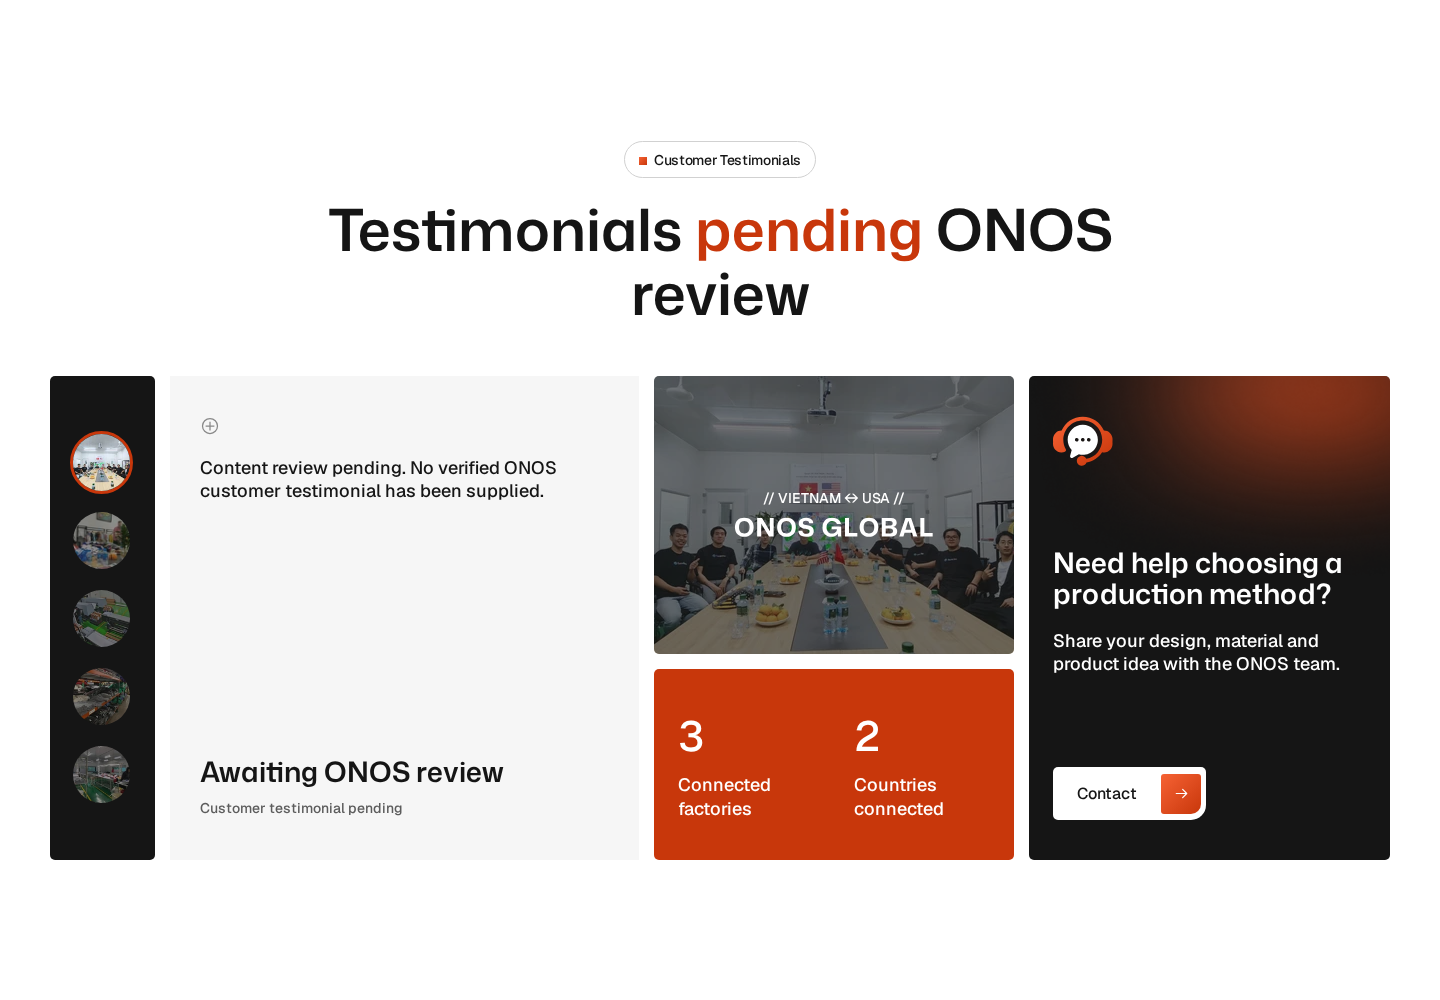 Customer Testimonials
Testimonials pending ONOS
review
Content review pending. No verified ONOS
customer testimonial has been supplied.
Awaiting ONOS review
Customer testimonial pending
// VIETNAM ↔ USA //
ONOS GLOBAL
3
Connected
factories
2
Countries
connected
Need help choosing a
production method?
Share your design, material and
product idea with the ONOS team.
Contact